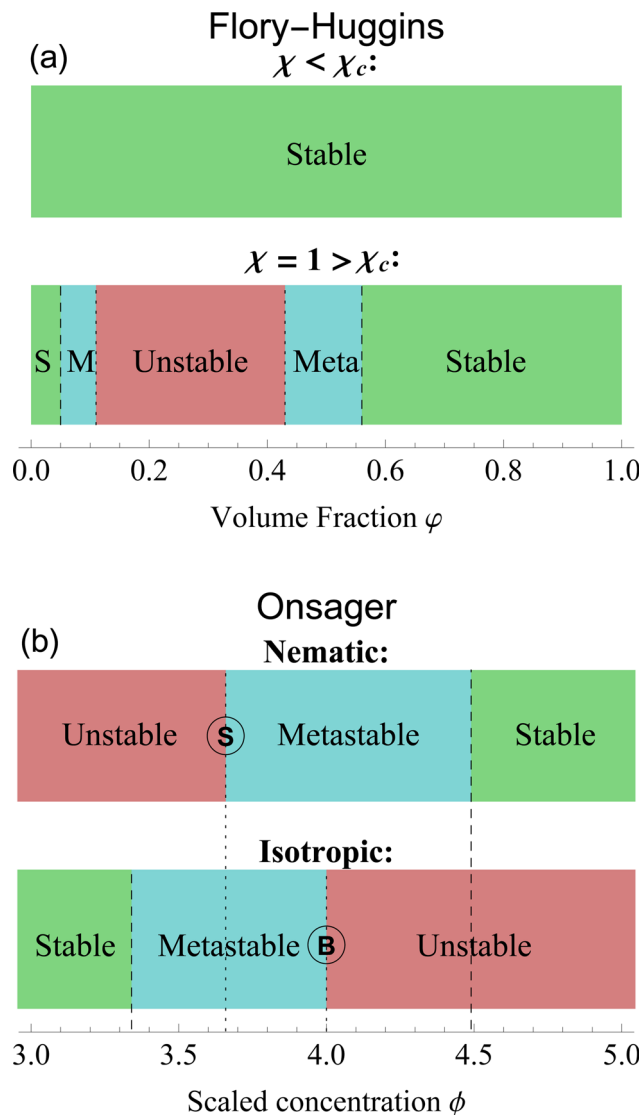 Flory–Huggins
(a)
χ < χc:
Stable
χ = 1 > χc:
S M Unstable Meta Stable
0.0 0.2 0.4 0.6 0.8 1.0
Volume Fraction φ
Onsager
(b)
Nematic:
Unstable S Metastable Stable
Isotropic:
Stable Metastable B Unstable
3.0 3.5 4.0 4.5 5.0
Scaled concentration ϕ